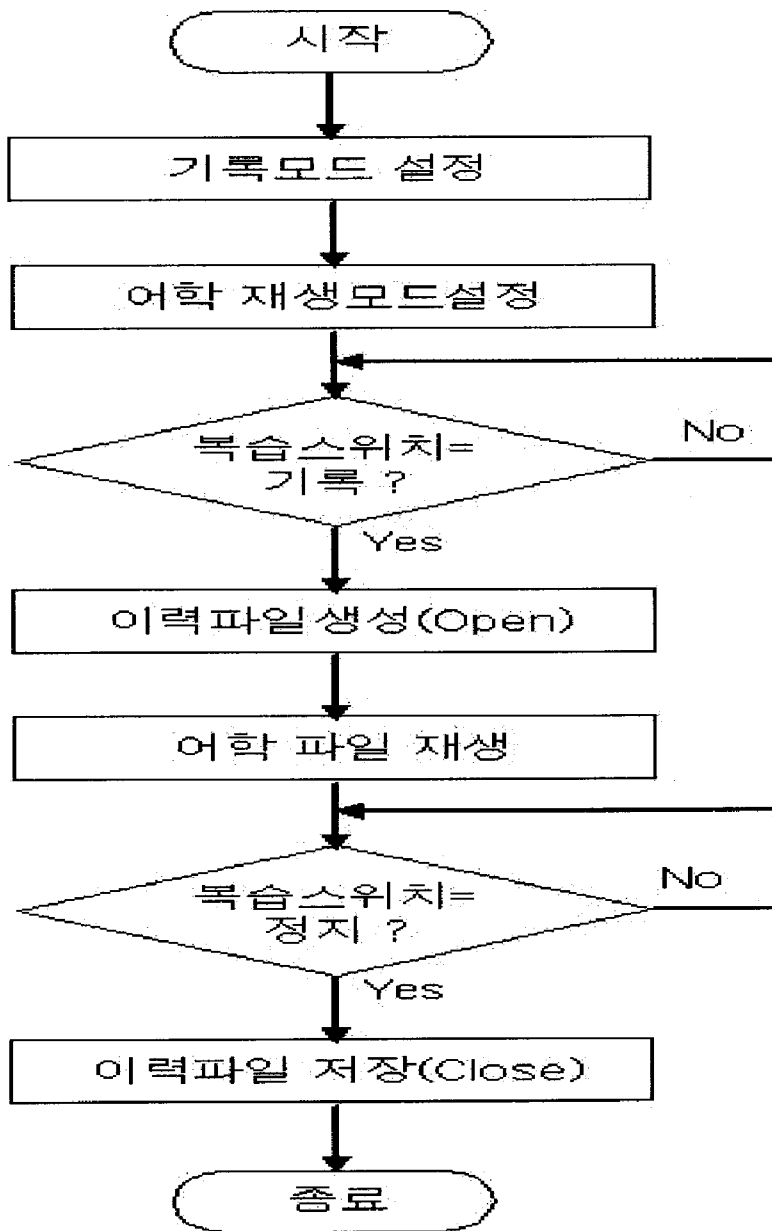 시작
기록모드 설정
어학 재생모드설정
복습스위치=
기록 ?
No
Yes
이력파일생성(Open)
어학 파일 재생
복습스위치=
정지 ?
No
Yes
이력파일 저장(Close)
종료